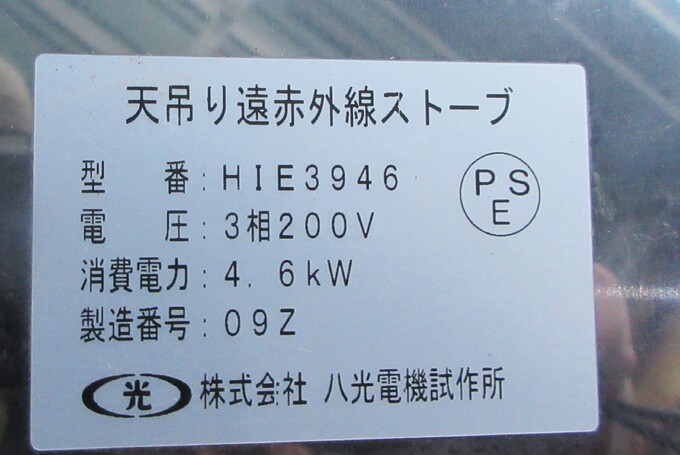 天吊り遠赤外線ストーブ
型　番：HIE3946
PSE
電　圧：3相200V
消費電力：4.6kW
製造番号：09Z
光 株式会社 八光電機試作所